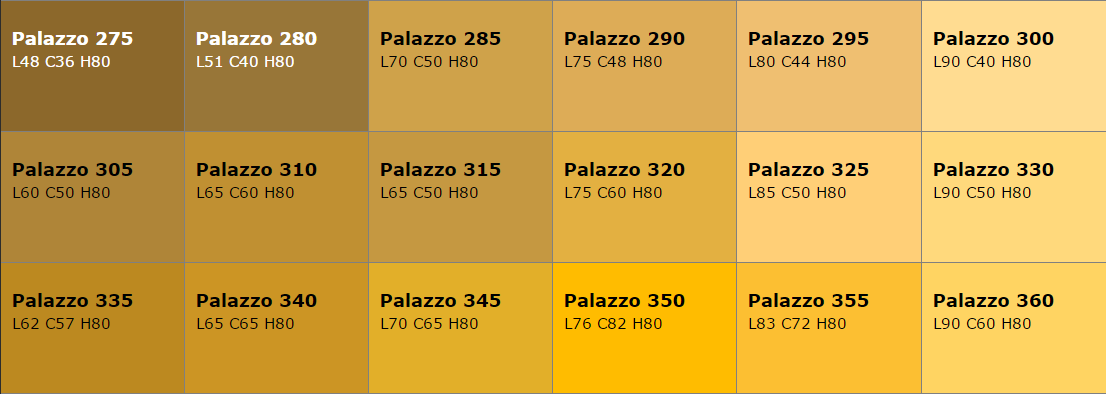 Palazzo 275
L48 C36 H80
Palazzo 280
L51 C40 H80
Palazzo 285
L70 C50 H80
Palazzo 290
L75 C48 H80
Palazzo 295
L80 C44 H80
Palazzo 300
L90 C40 H80
Palazzo 305
L60 C50 H80
Palazzo 310
L65 C60 H80
Palazzo 315
L65 C50 H80
Palazzo 320
L75 C60 H80
Palazzo 325
L85 C50 H80
Palazzo 330
L90 C50 H80
Palazzo 335
L62 C57 H80
Palazzo 340
L65 C65 H80
Palazzo 345
L70 C65 H80
Palazzo 350
L76 C82 H80
Palazzo 355
L83 C72 H80
Palazzo 360
L90 C60 H80